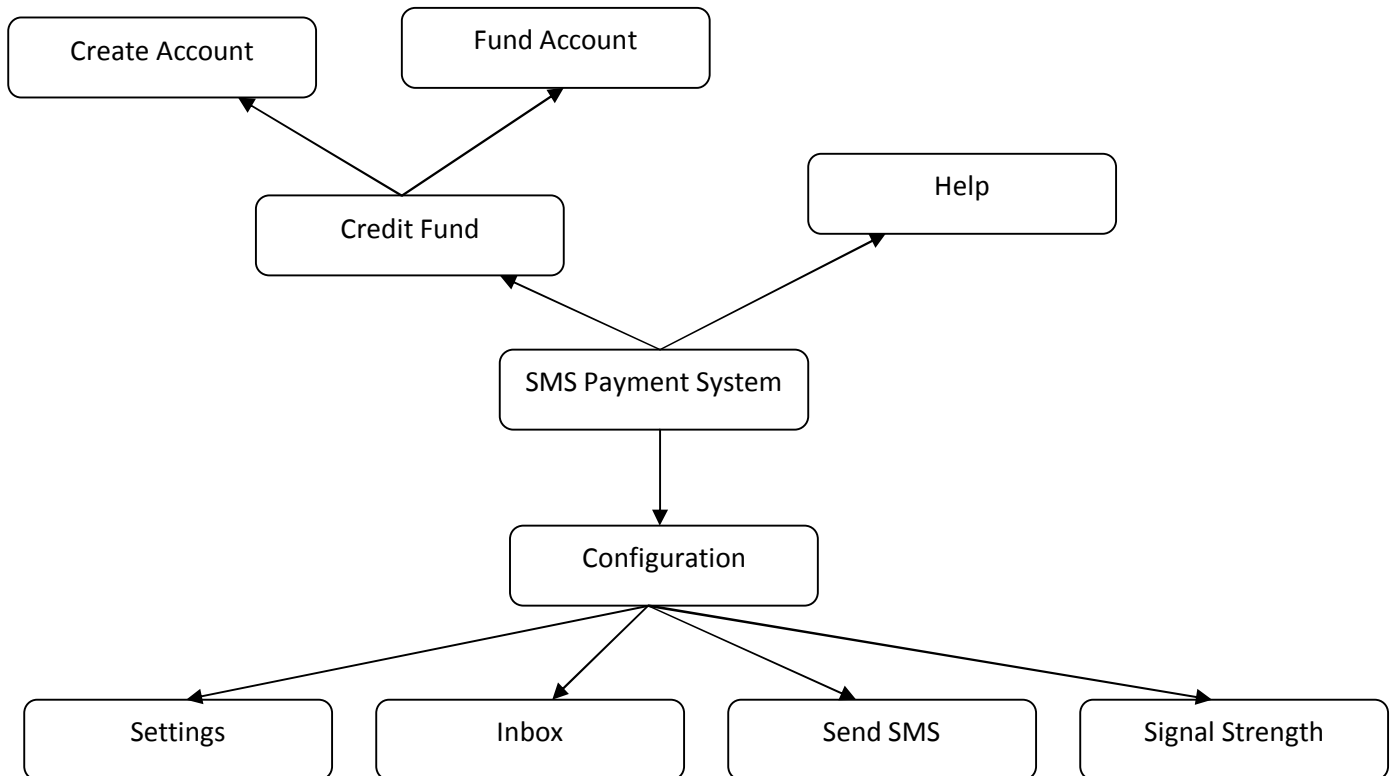 Create Account
Fund Account
Help
Credit Fund
SMS Payment System
Configuration
Settings
Inbox
Send SMS
Signal Strength